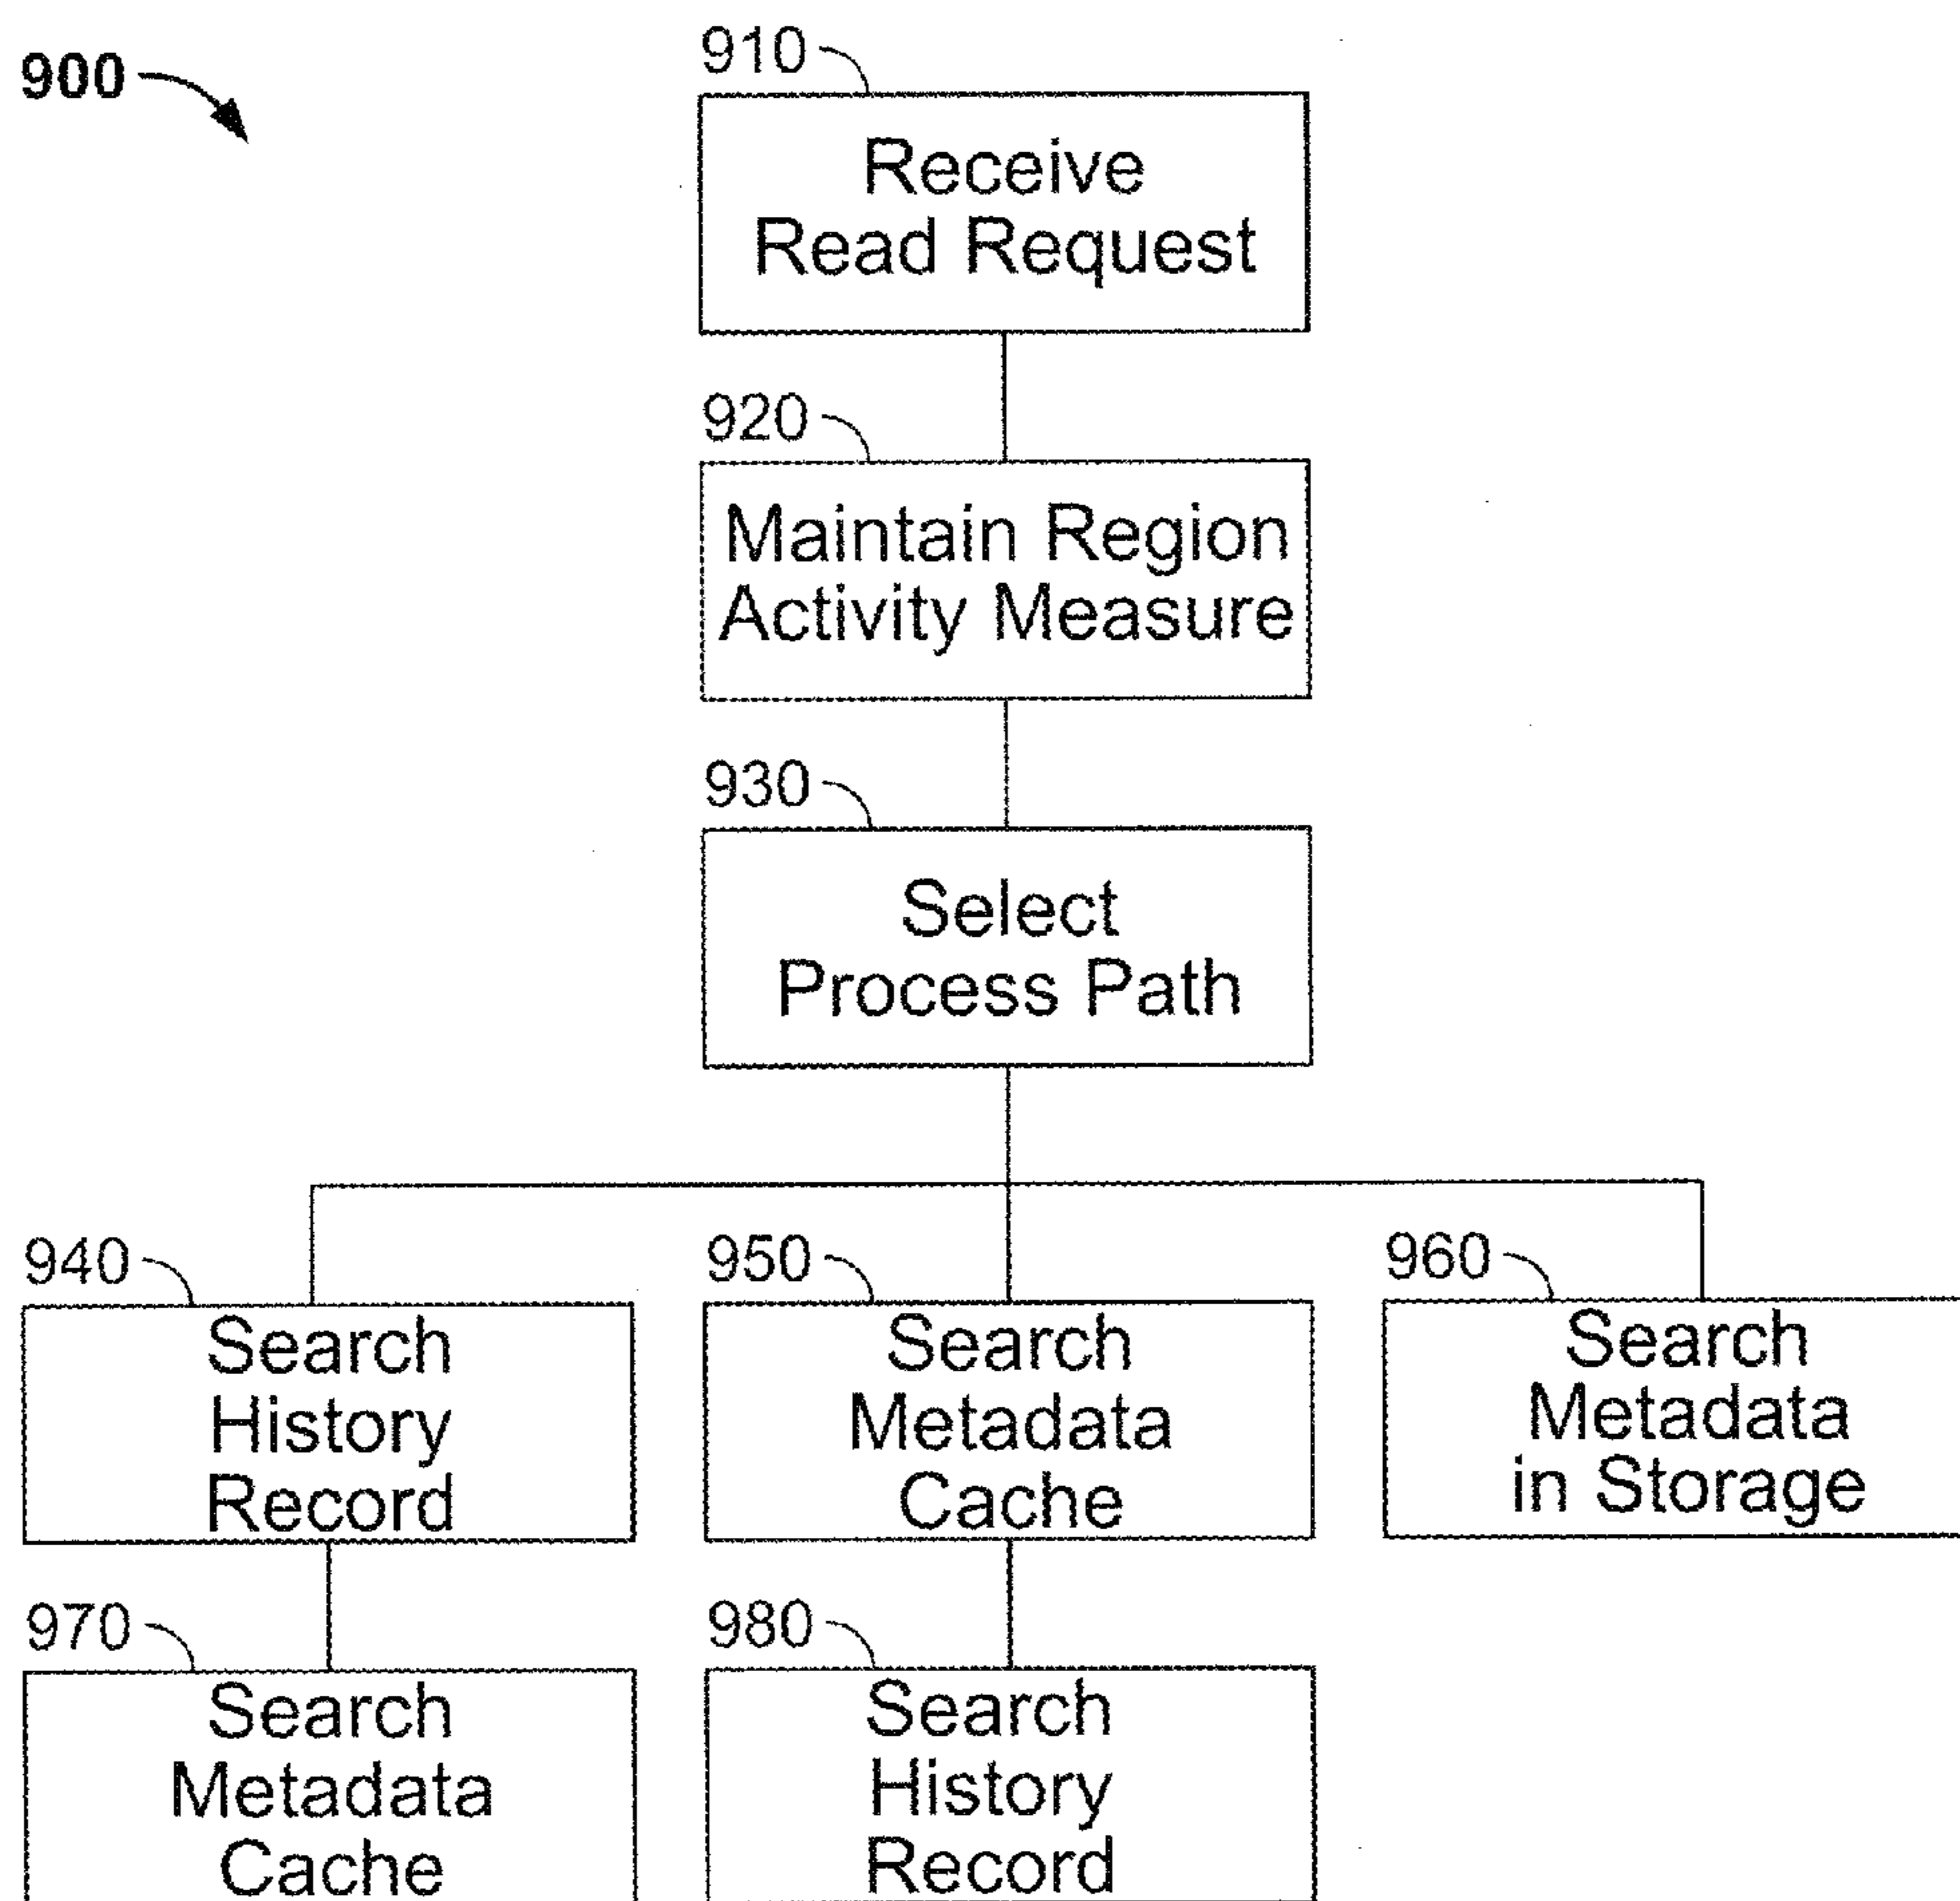 900
910
Receive
Read Request
920
Maintain Region
Activity Measure
930
Select
Process Path
940
Search
History
Record
950
Search
Metadata
Cache
960
Search
Metadata
in Storage
970
Search
Metadata
Cache
980
Search
History
Record